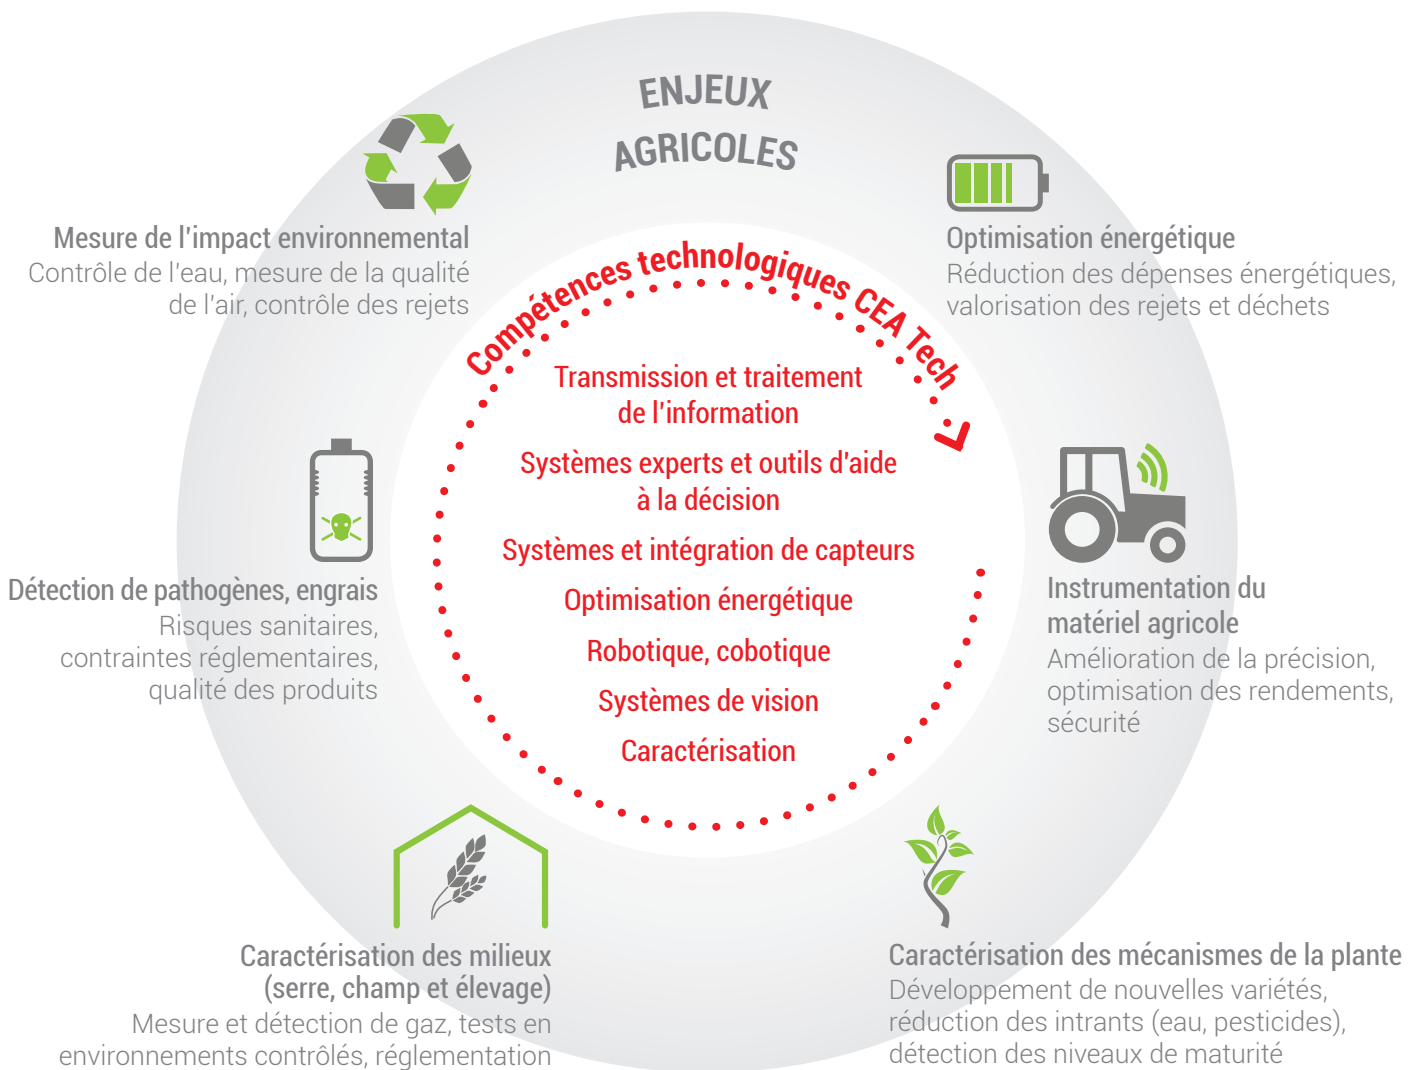 ENJEUX
AGRICOLES
Mesure de l'impact environnemental
Contrôle de l'eau, mesure de la qualité
de l'air, contrôle des rejets
Optimisation énergétique
Réduction des dépenses énergétiques,
valorisation des rejets et déchets
Compétences technologiques CEA Tech
Transmission et traitement
de l'information
Systèmes experts et outils d'aide
à la décision
Systèmes et intégration de capteurs
Optimisation énergétique
Robotique, cobotique
Systèmes de vision
Caractérisation
Détection de pathogènes, engrais
Risques sanitaires,
contraintes réglementaires,
qualité des produits
Instrumentation du
matériel agricole
Amélioration de la précision,
optimisation des rendements,
sécurité
Caractérisation des milieux
(serre, champ et élevage)
Mesure et détection de gaz, tests en
environnements contrôlés, réglementation
Caractérisation des mécanismes de la plante
Développement de nouvelles variétés,
réduction des intrants (eau, pesticides),
détection des niveaux de maturité